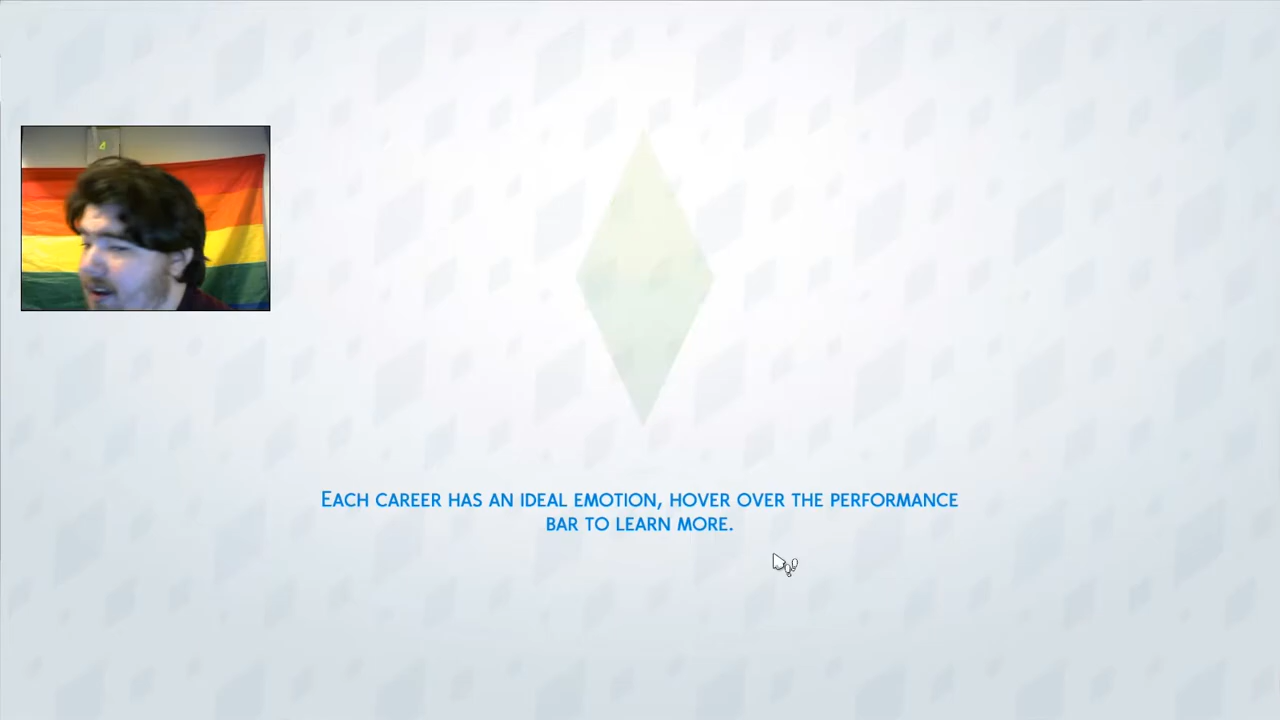 EACH CAREER HAS AN IDEAL EMOTION, HOVER OVER THE PERFORMANCE
BAR TO LEARN MORE.